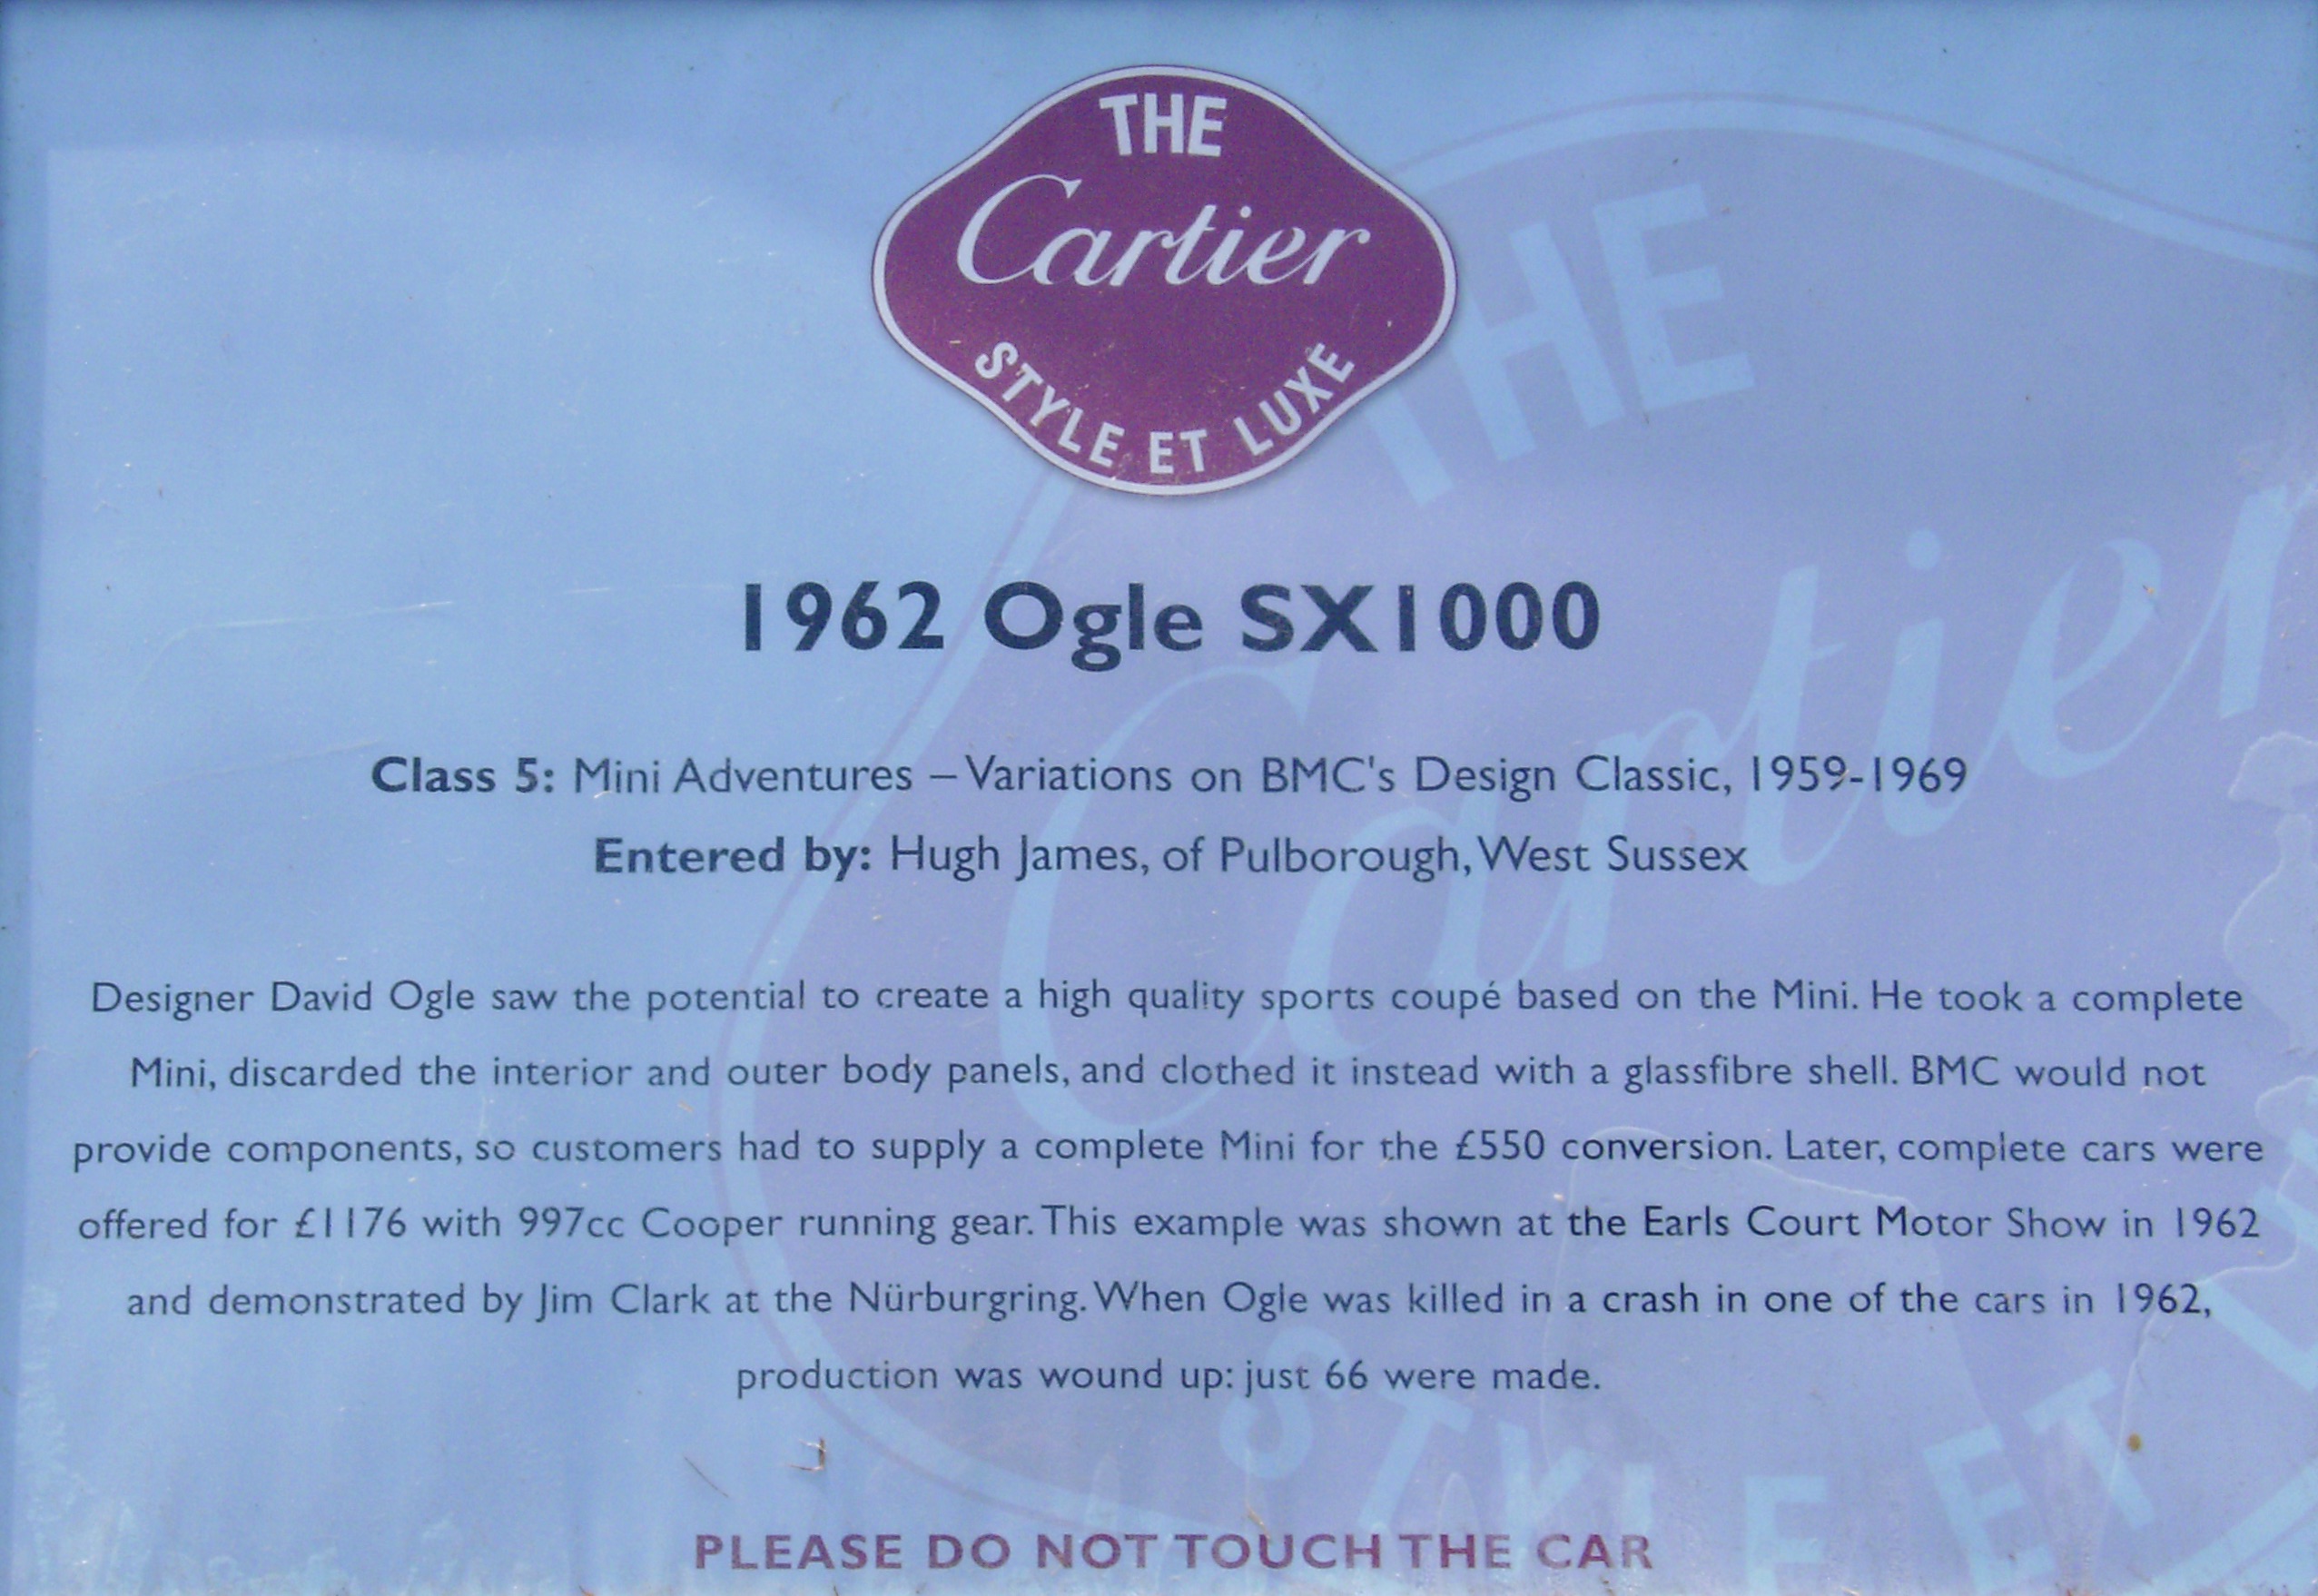 THE
Cartier
STYLE ET LUXE
THE
Cartier
STYLE ET
1962 Ogle SX1000
Class 5: Mini Adventures – Variations on BMC's Design Classic, 1959-1969
Entered by: Hugh James, of Pulborough, West Sussex
Designer David Ogle saw the potential to create a high quality sports coupé based on the Mini. He took a complete
Mini, discarded the interior and outer body panels, and clothed it instead with a glassfibre shell. BMC would not
provide components, so customers had to supply a complete Mini for the £550 conversion. Later, complete cars were
offered for £1176 with 997cc Cooper running gear. This example was shown at the Earls Court Motor Show in 1962
and demonstrated by Jim Clark at the Nürburgring. When Ogle was killed in a crash in one of the cars in 1962,
production was wound up: just 66 were made.
PLEASE DO NOT TOUCH THE CAR